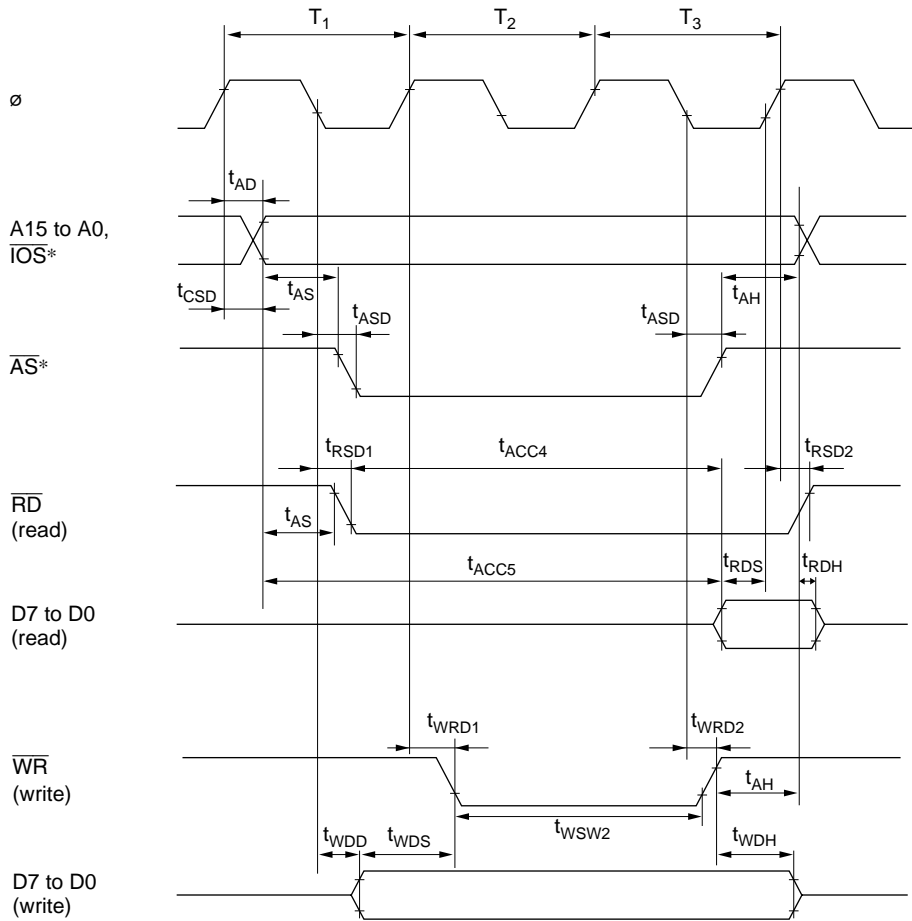 T1 T2 T3
ø
tAD
A15 to A0,
IOS*
tCSD tAS tAH
tASD tASD
AS*
tRSD1 tACC4 tRSD2
RD
(read)
tAS
tACC5 tRDS tRDH
D7 to D0
(read)
tWRD1 tWRD2
WR
(write)
tAH
tWDD tWDS tWSW2 tWDH
D7 to D0
(write)